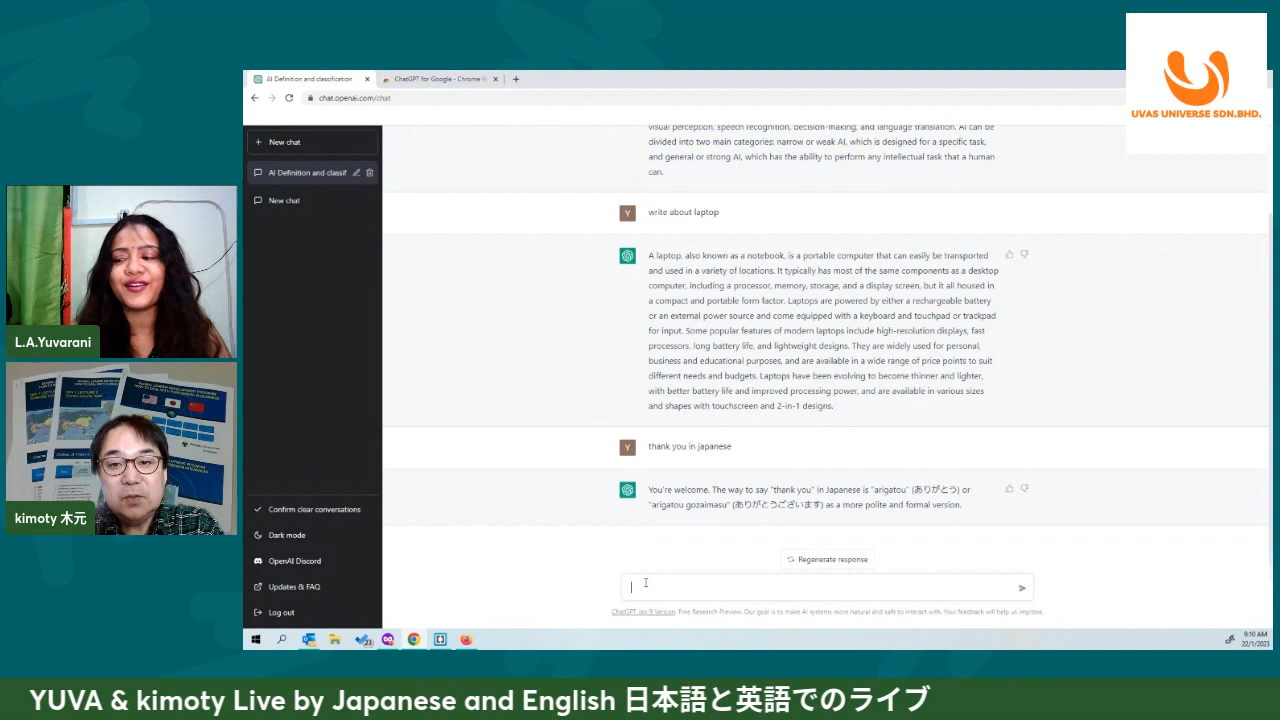 UVAS UNIVERSE SDN.BHD.
AI Definition and classification
ChatGPT for Google - Chrome W
chat.openai.com/chat
New chat
AI Definition and classif
New chat
visual perception, speech recognition, decision-making, and language translation. AI can be
divided into two main categories: narrow or weak AI, which is designed for a specific task,
and general or strong AI, which has the ability to perform any intellectual task that a human
can.
Y write about laptop
A laptop, also known as a notebook, is a portable computer that can easily be transported
and used in a variety of locations. It typically has most of the same components as a desktop
computer, including a processor, memory, storage, and a display screen, but it all housed in
a compact and portable form factor. Laptops are powered by either a rechargeable battery
or an external power source and come equipped with a keyboard and touchpad or trackpad
for input. Some popular features of modern laptops include high-resolution displays, fast
processors, long battery life, and lightweight designs. They are widely used for personal,
business and educational purposes, and are available in a wide range of price points to suit
different needs and budgets. Laptops have been evolving to become thinner and lighter,
with better battery life and improved processing power, and are available in various sizes
and shapes with touchscreen and 2-in-1 designs.
Y thank you in japanese
You're welcome. The way to say "thank you" in Japanese is "arigatou" (ありがとう) or
"arigatou gozaimasu" (ありがとうございます) as a more polite and formal version.
Regenerate response
ChatGPT Jan 9 Version. Free Research Preview. Our goal is to make AI systems more natural and safe to interact with. Your feedback will help us improve.
Confirm clear conversations
Dark mode
OpenAI Discord
Updates & FAQ
Log out
23
9:10 AM
22/1/2023
L.A.Yuvarani
GLOBAL LEADER DEVELOPMENT PROGRAM
kimoty 木元
YUVA & kimoty Live by Japanese and English 日本語と英語でのライブ